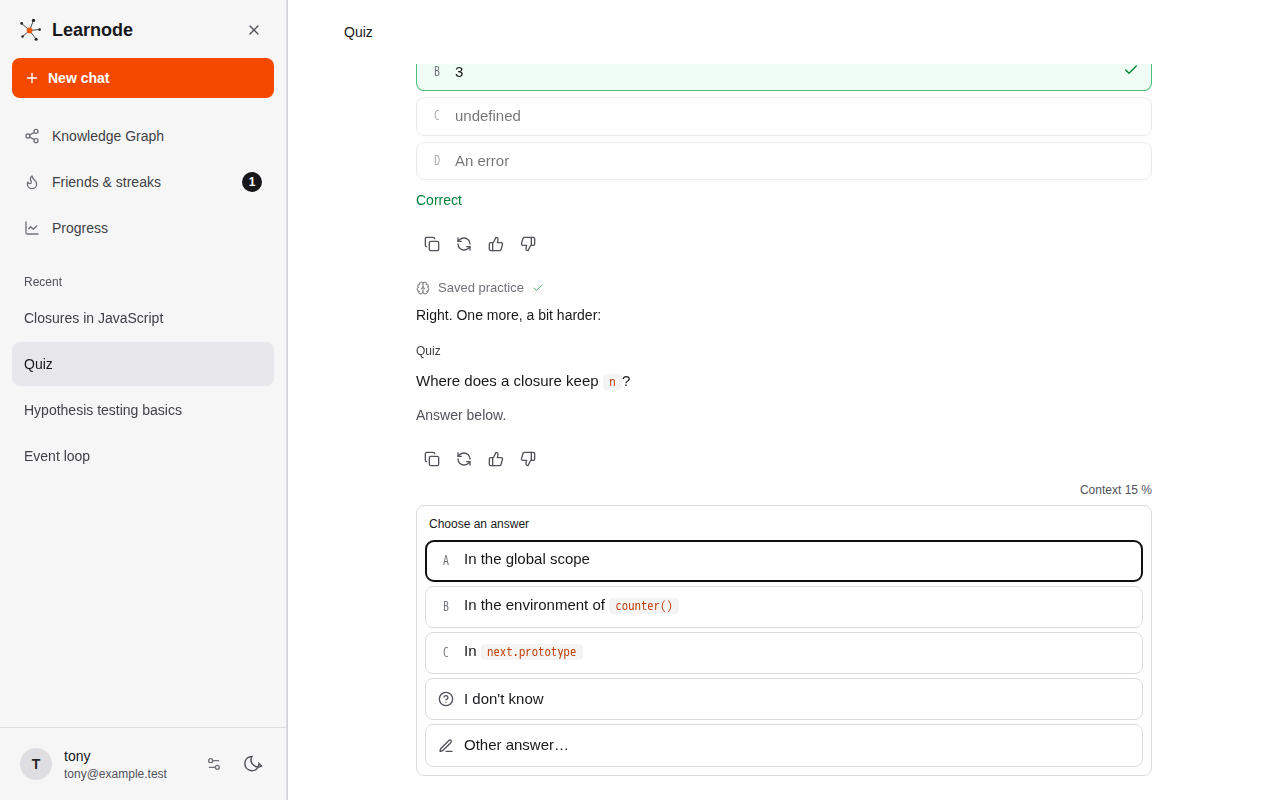 Learnode
New chat
Knowledge Graph
Friends & streaks
1
Progress
Recent
Closures in JavaScript
Quiz
Hypothesis testing basics
Event loop
T
tony
tony@example.test
Quiz
B 3
C undefined
D An error
Correct
Saved practice
Right. One more, a bit harder:
Quiz
Where does a closure keep n?
Answer below.
Context 15 %
Choose an answer
A In the global scope
B In the environment of counter()
C In next.prototype
I don't know
Other answer…